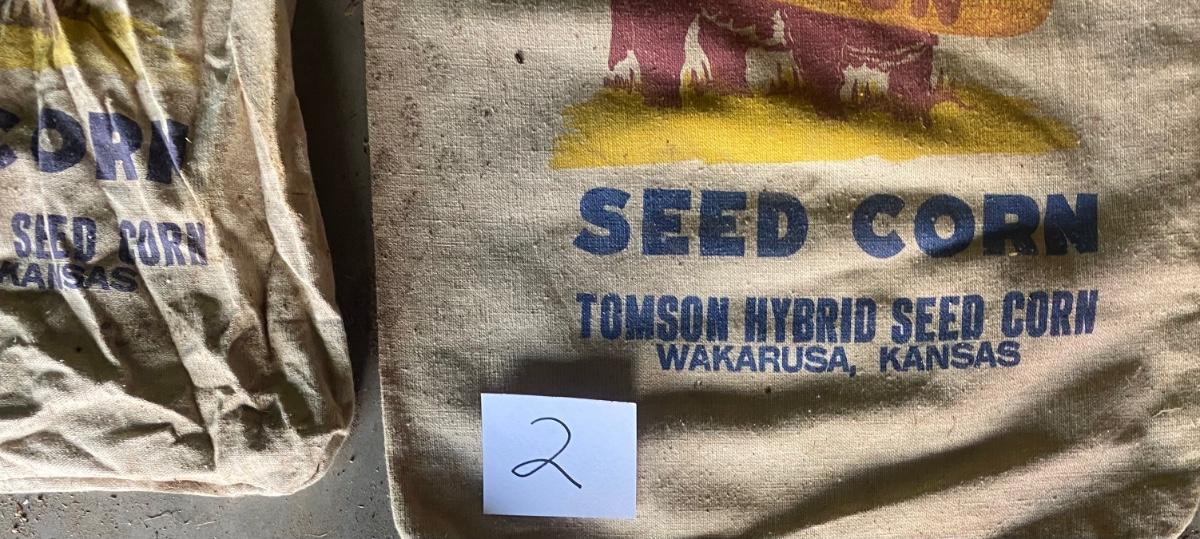 CORN
SEED CORN
KANSAS
SEED CORN
TOMSON HYBRID SEED CORN
WAKARUSA, KANSAS
2